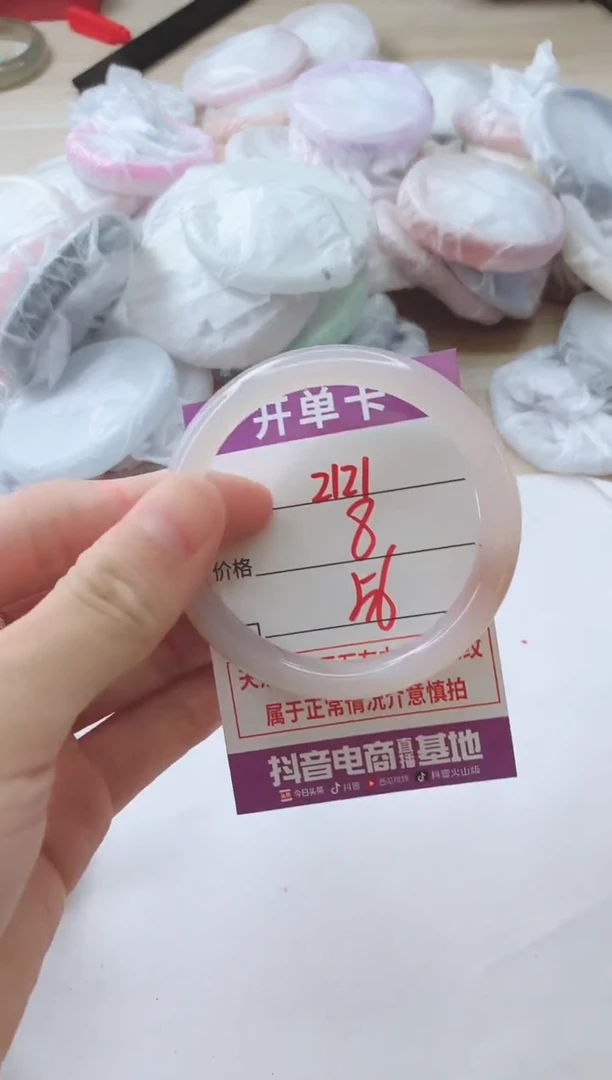 开单卡
2121
8
价格
56
属于正常情况介意慎拍
抖音电商直播基地
今日头条 抖音 西瓜视频 抖音火山版